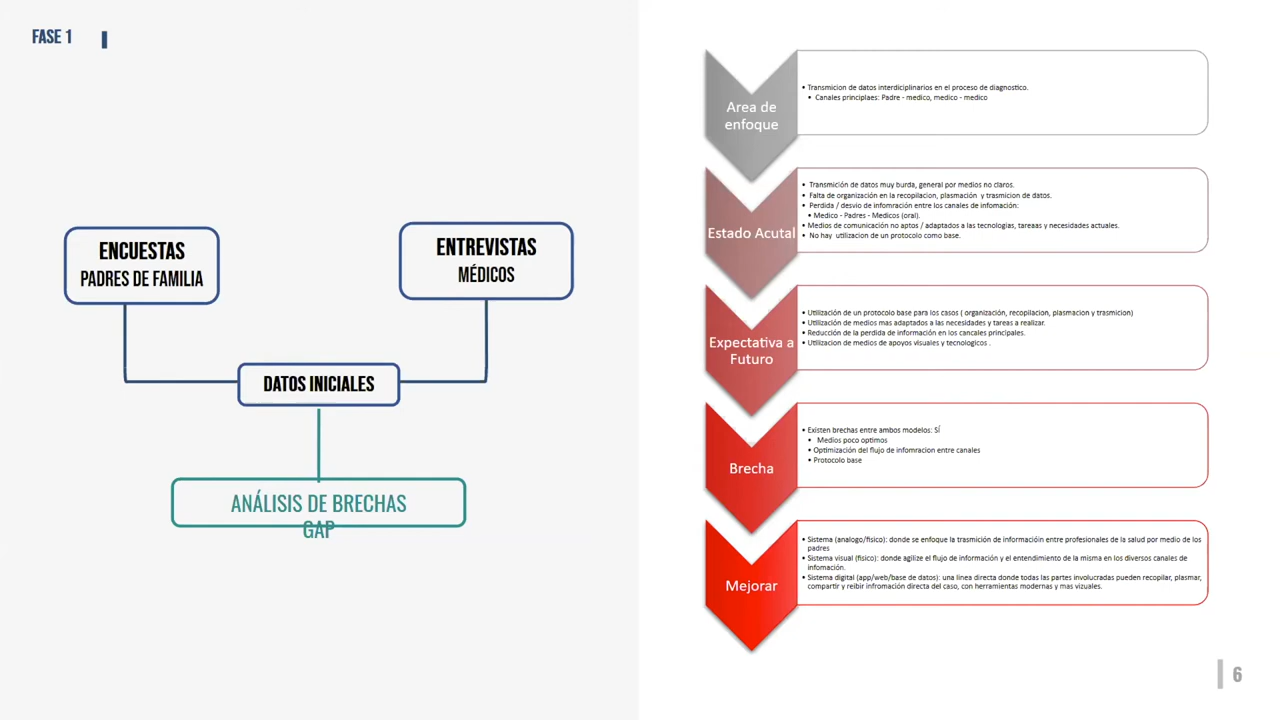 FASE 1
ENCUESTAS
PADRES DE FAMILIA
ENTREVISTAS
MÉDICOS
DATOS INICIALES
ANÁLISIS DE BRECHAS
GAP
Area de
enfoque
• Transmicion de datos interdiciplinarios en el proceso de diagnostico.
• Canales principlaes: Padre - medico, medico - medico
Estado Acutal
• Transmición de datos muy burda, general por medios no claros.
• Falta de organización en la recopilacion, plasmación y trasmicion de datos.
• Perdida / desvio de infomración entre los canales de infomación:
• Medico - Padres - Medicos (oral).
• Medios de comunicación no aptos / adaptados a las tecnologias, tareaas y necesidades actuales.
• No hay utilizacion de un protocolo como base.
Expectativa a
Futuro
• Utilización de un protocolo base para los casos ( organización, recopilacion, plasmacion y trasmicion)
• Utilización de medios mas adaptados a las necesidades y tareas a realizar.
• Reducción de la perdida de información en los cancales principales.
• Utilizacion de medios de apoyos visuales y tecnologicos .
Brecha
• Existen brechas entre ambos modelos: SÍ
• Medios poco optimos
• Optimización del flujo de infomracion entre canales
• Protocolo base
Mejorar
• Sistema (analogo/fisico): donde se enfoque la trasmición de informacióin entre profesionales de la salud por medio de los
padres
• Sistema visual (fisico): donde agilize el flujo de información y el entendimiento de la misma en los diversos canales de
infomación.
• Sistema digital (app/web/base de datos): una linea directa donde todas las partes involucradas pueden recopilar, plasmar,
compartir y reibir infromación directa del caso, con herramientas modernas y mas vizuales.
6